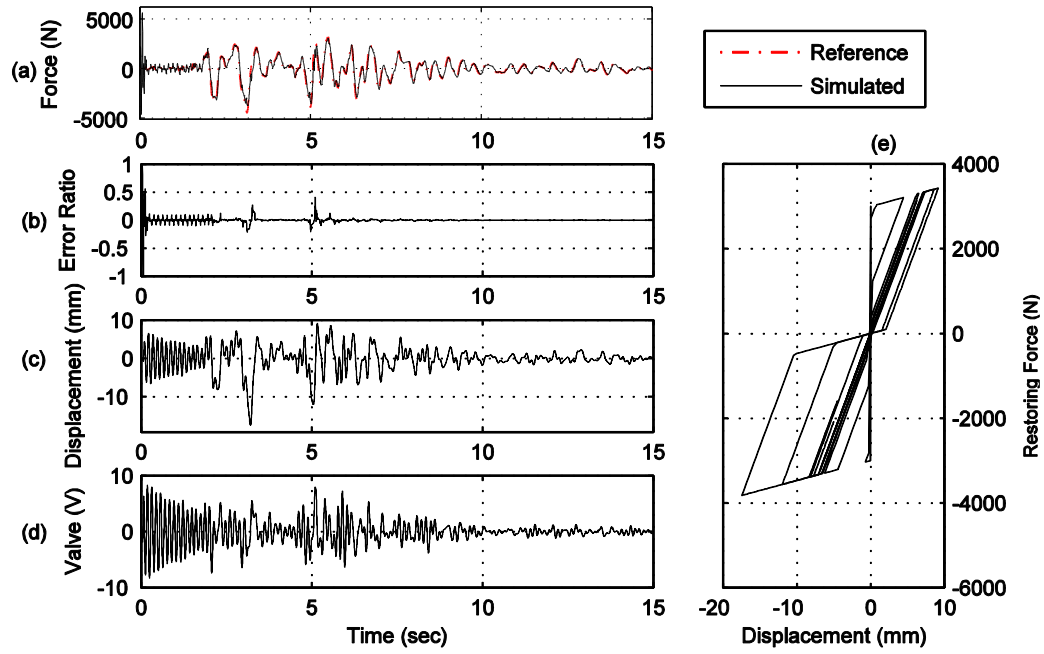 5000
0
-5000
Force (N)
(a)
0 5 10 15
Reference
Simulated
1
0.5
0
-0.5
-1
Error Ratio
(b)
0 5 10 15
10
0
-10
Displacement (mm)
(c)
0 5 10 15
10
0
-10
Valve (V)
(d)
0 5 10 15
Time (sec)
(e)
4000
2000
0
-2000
-4000
-6000
Restoring Force (N)
-20 -10 0 10
Displacement (mm)